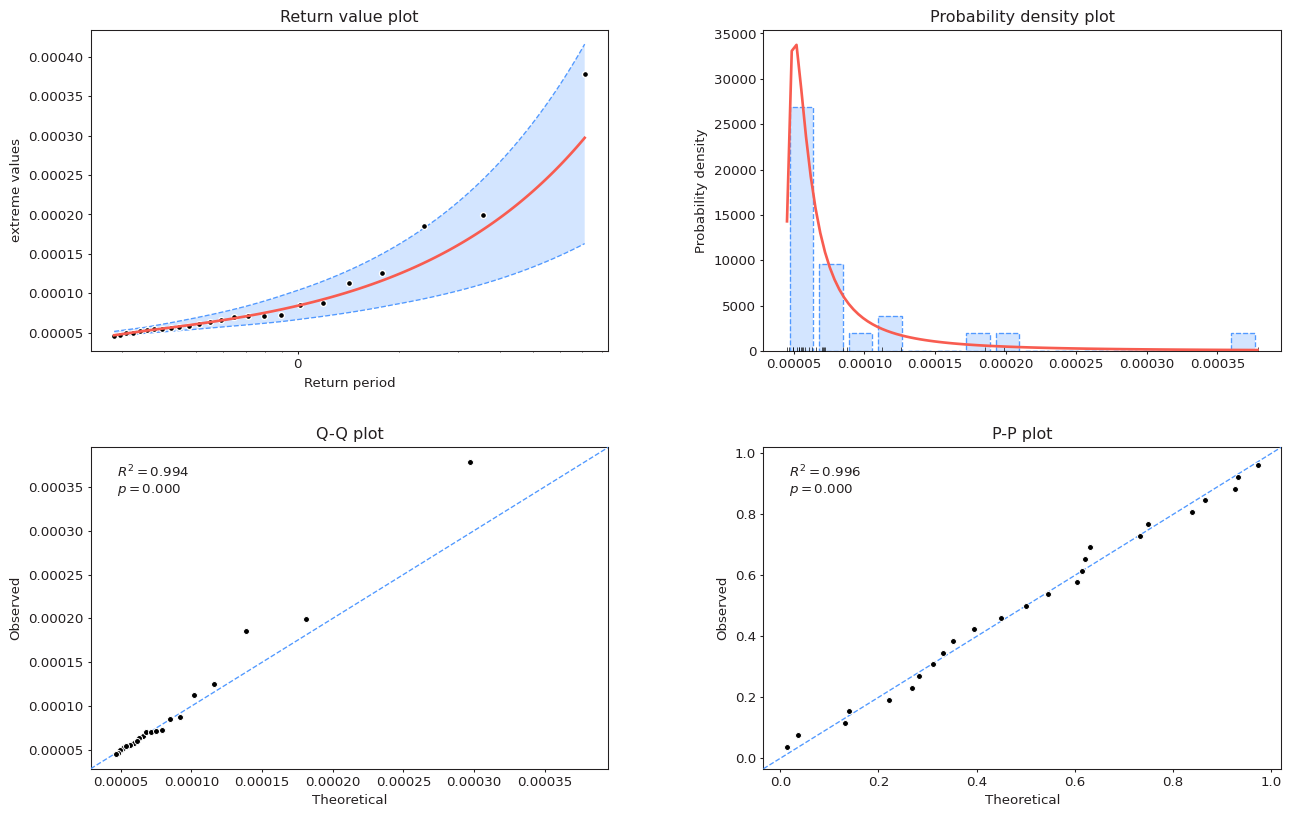 Return value plot
extreme values
0.00040
0.00035
0.00030
0.00025
0.00020
0.00015
0.00010
0.00005
0
Return period
Probability density plot
Probability density
35000
30000
25000
20000
15000
10000
5000
0
0.00005 0.00010 0.00015 0.00020 0.00025 0.00030 0.00035
Q-Q plot
R² = 0.994
p = 0.000
Observed
0.00035
0.00030
0.00025
0.00020
0.00015
0.00010
0.00005
0.00005 0.00010 0.00015 0.00020 0.00025 0.00030 0.00035
Theoretical
P-P plot
R² = 0.996
p = 0.000
Observed
1.0
0.8
0.6
0.4
0.2
0.0
0.0 0.2 0.4 0.6 0.8 1.0
Theoretical